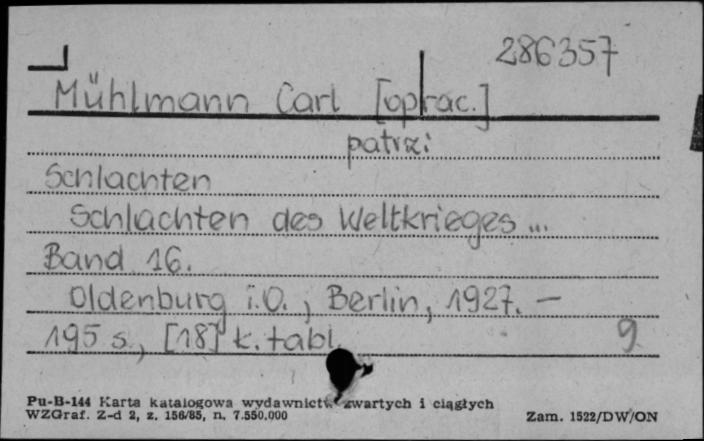 286357
Mühlmann Carl [oprac.]
patrz:
Schlachten
Schlachten des Weltkrieges...
Band 16.
Oldenburg i.O., Berlin, 1927. -
195 s., [18] k. tabl.
9
Pu-B-144 Karta katalogowa wydawnictw zwartych i ciągłych
WZGraf. Z-d 2, z. 156/85, n. 7.550.000
Zam. 1522/DW/ON